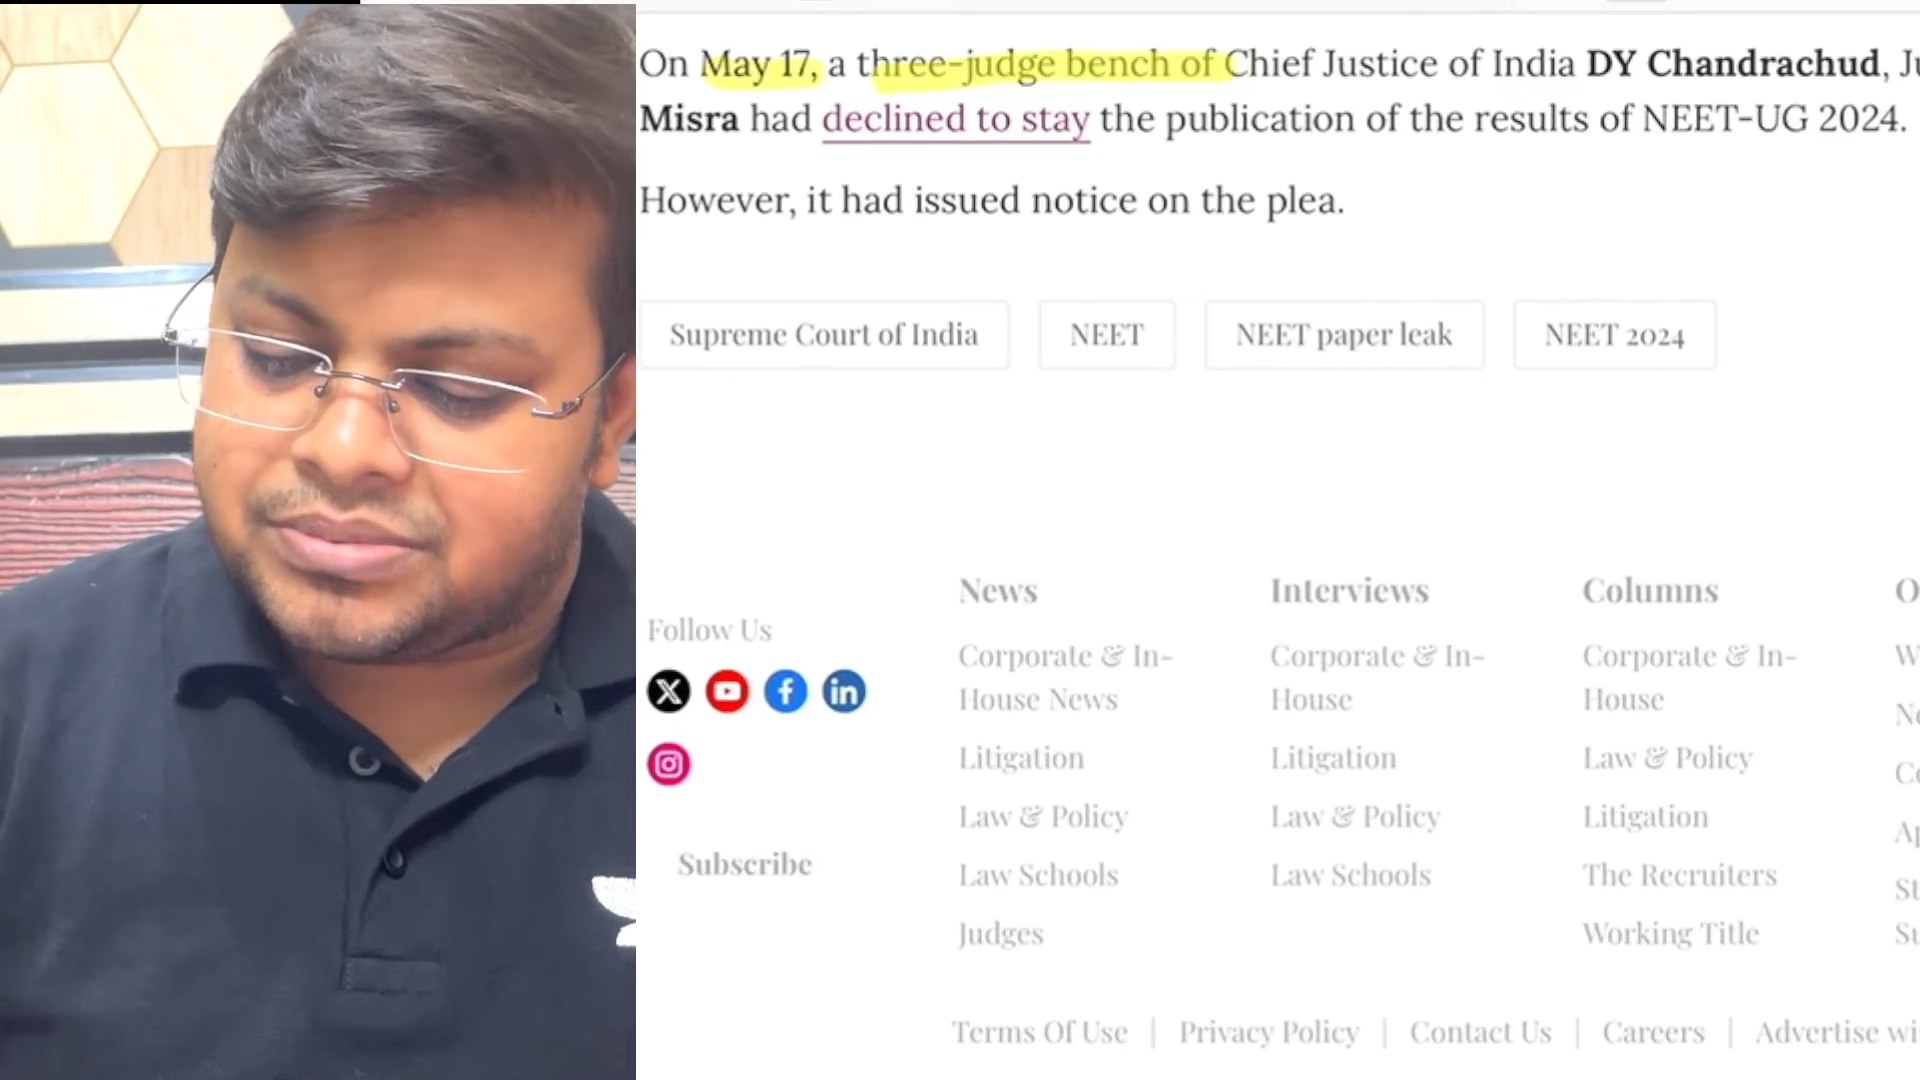 On May 17, a three-judge bench of Chief Justice of India DY Chandrachud,
Misra had declined to stay the publication of the results of NEET-UG 2024.
However, it had issued notice on the plea.
Supreme Court of India
NEET
NEET paper leak
NEET 2024
Follow Us
Subscribe
News
Corporate & In-
House News
Litigation
Law & Policy
Law Schools
Judges
Interviews
Corporate & In-
House
Litigation
Law & Policy
Law Schools
Columns
Corporate & In-
House
Law & Policy
Litigation
The Recruiters
Working Title
Terms Of Use | Privacy Policy | Contact Us | Careers | Advertise